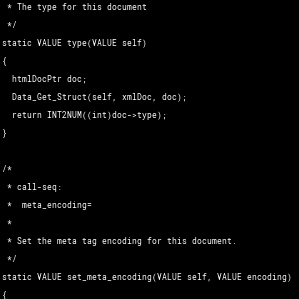 * The type for this document
 */
static VALUE type(VALUE self)
{
  htmlDocPtr doc;
  Data_Get_Struct(self, xmlDoc, doc);
  return INT2NUM((int)doc->type);
}

/*
 * call-seq:
 *  meta_encoding=
 *
 * Set the meta tag encoding for this document.
 */
static VALUE set_meta_encoding(VALUE self, VALUE encoding)
{